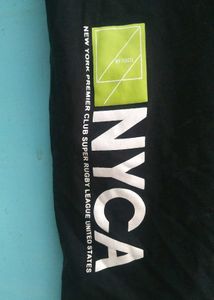 NYCA
NEW YORK PREMIER CLUB SUPER RUGBY LEAGUE UNITED STATES